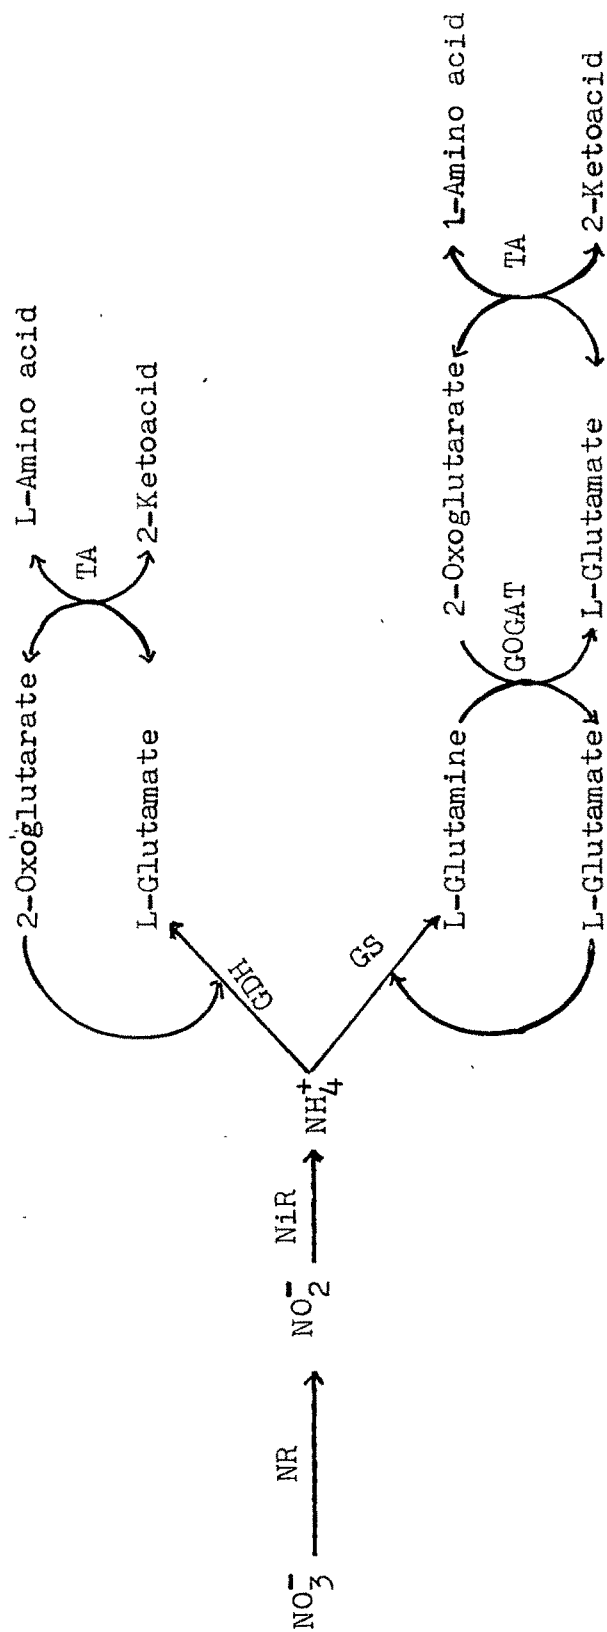 L-Amino acid
2-Oxoglutarate
TA
2-Ketoacid
L-Glutamate
GDH
NO₃⁻ NR NO₂⁻ NiR NH₄⁺
GS
L-Glutamine
2-Oxoglutarate
L-Amino acid
GOGAT
TA
L-Glutamate
L-Glutamate
2-Ketoacid